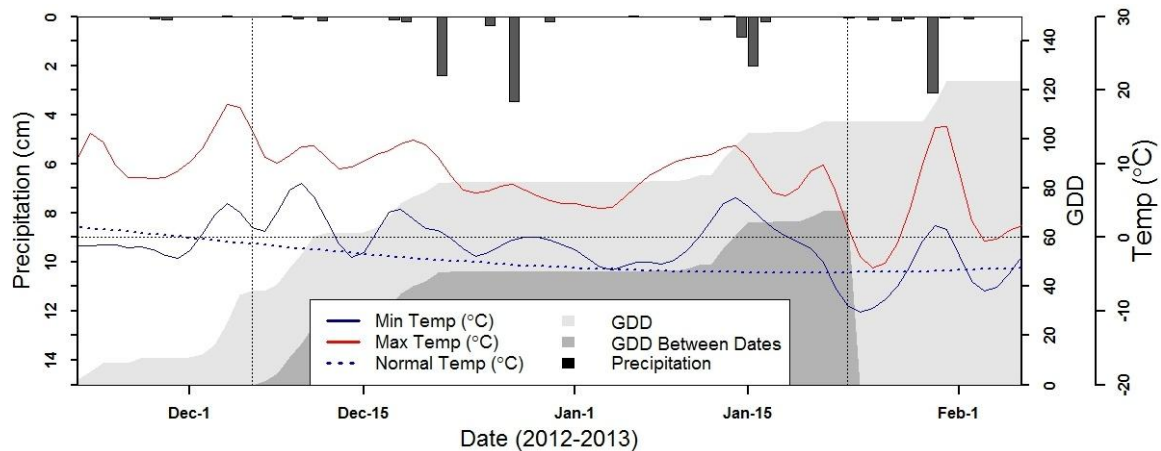 Precipitation (cm)
0
2
4
6
8
10
12
14
Min Temp (°C)
Max Temp (°C)
Normal Temp (°C)
GDD
GDD Between Dates
Precipitation
0
20
40
60
80
100
120
140
GDD
-20
-10
0
10
20
30
Temp (°C)
Dec-1
Dec-15
Jan-1
Jan-15
Feb-1
Date (2012-2013)